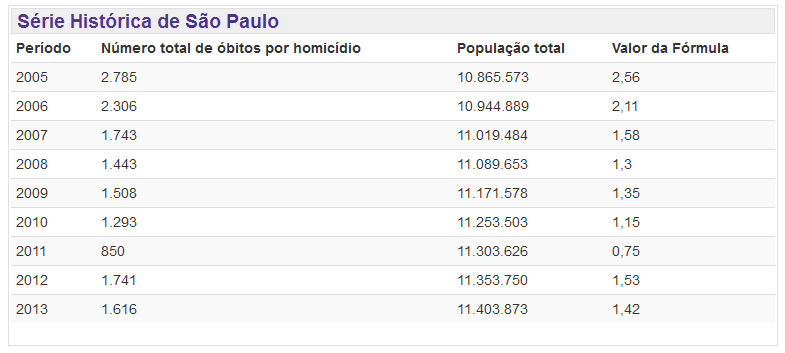 Série Histórica de São Paulo
Período Número total de óbitos por homicídio População total Valor da Fórmula
2005 2.785 10.865.573 2,56
2006 2.306 10.944.889 2,11
2007 1.743 11.019.484 1,58
2008 1.443 11.089.653 1,3
2009 1.508 11.171.578 1,35
2010 1.293 11.253.503 1,15
2011 850 11.303.626 0,75
2012 1.741 11.353.750 1,53
2013 1.616 11.403.873 1,42